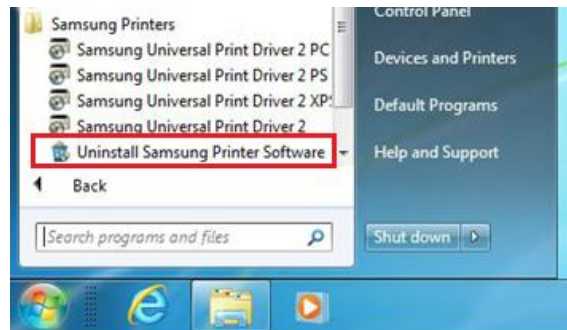 Samsung Printers
Samsung Universal Print Driver 2 PC
Samsung Universal Print Driver 2 PS
Samsung Universal Print Driver 2 XPS
Samsung Universal Print Driver 2
Uninstall Samsung Printer Software
Back
Search programs and files
Control Panel
Devices and Printers
Default Programs
Help and Support
Shut down